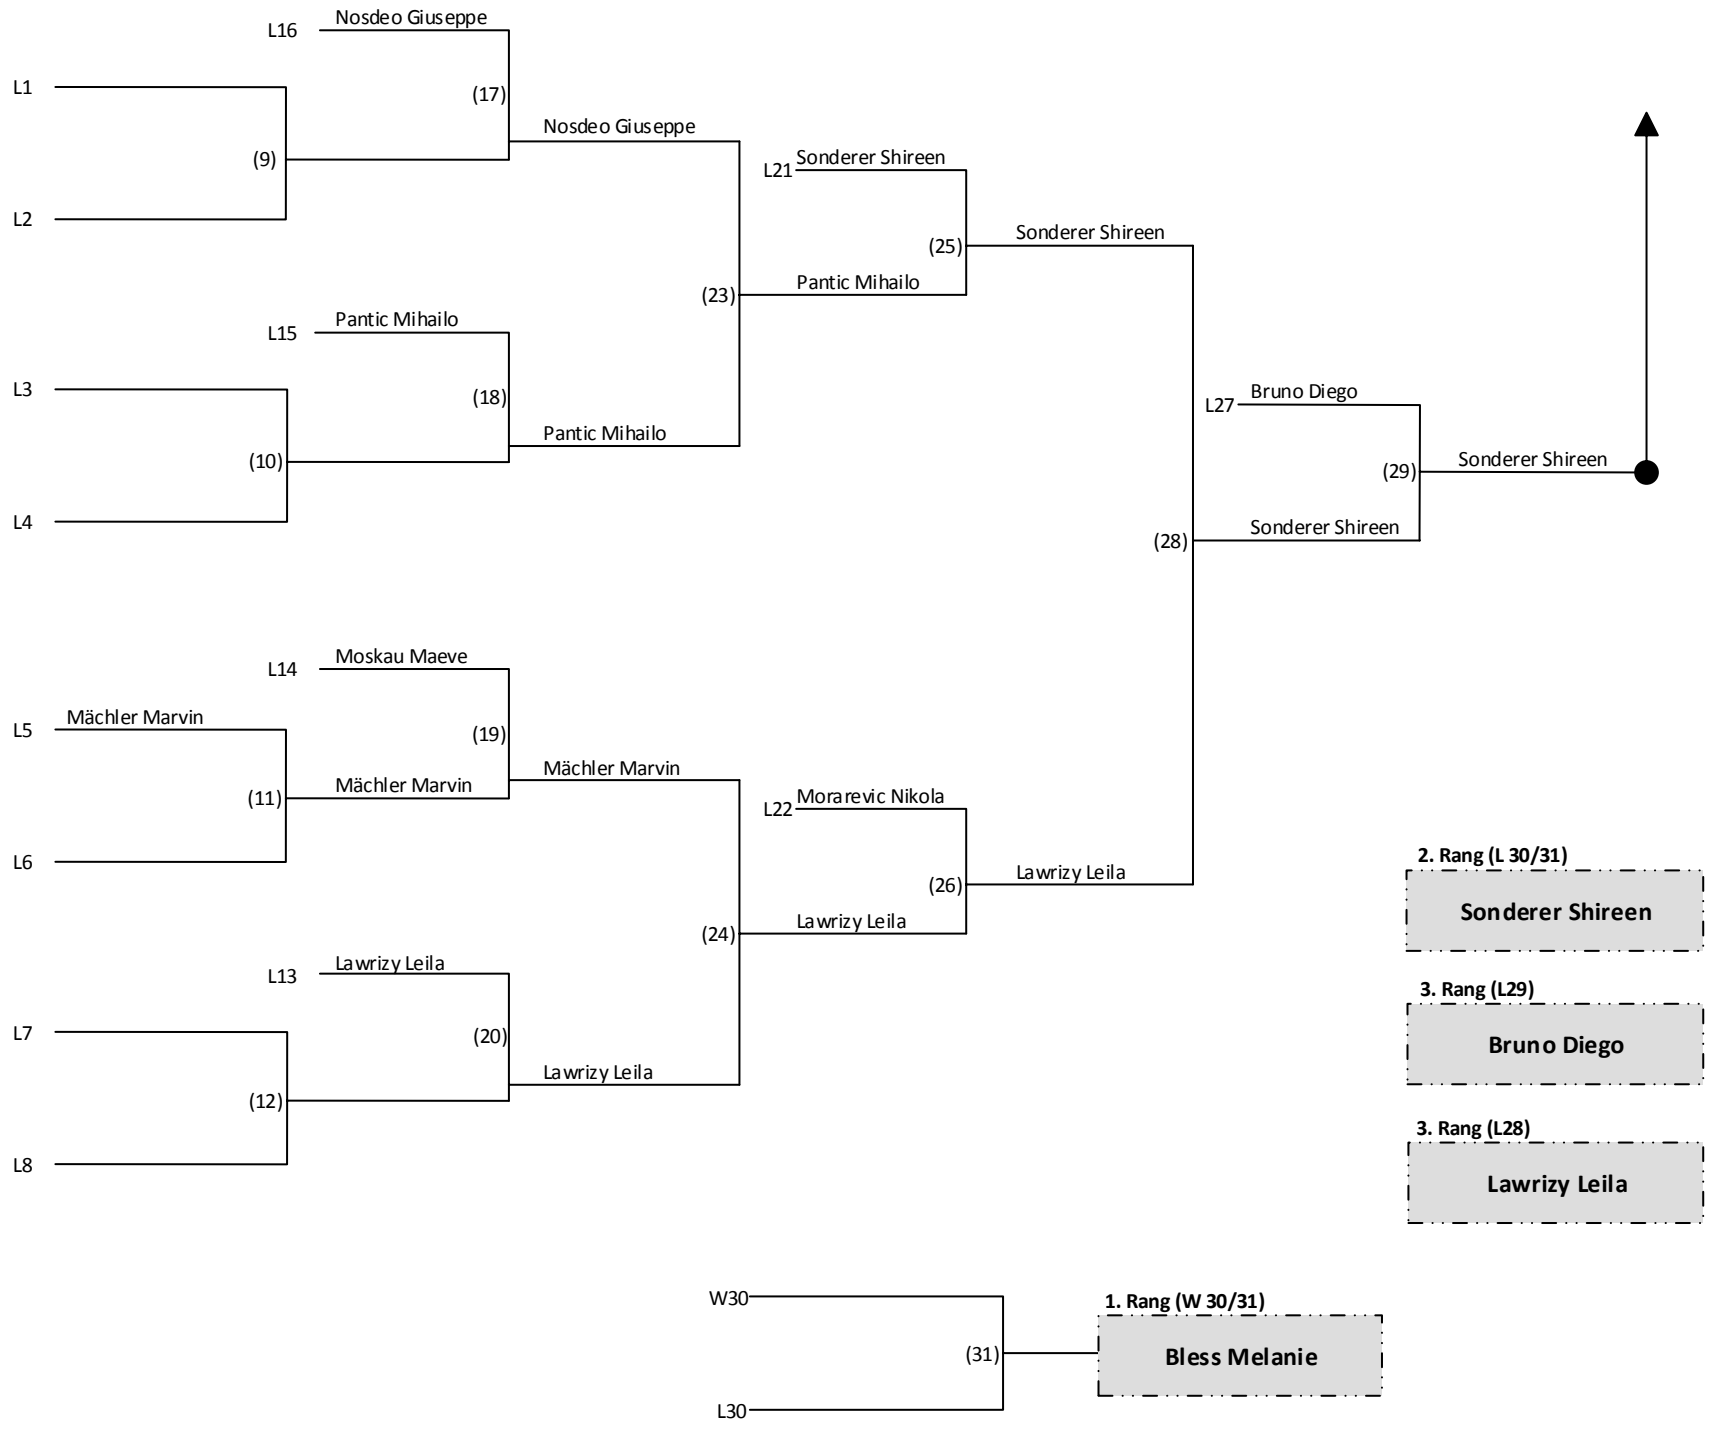 Nosdeo Giuseppe
L16
L1
(17)
Nosdeo Giuseppe
(9)
L21
Sonderer Shireen
L2
Sonderer Shireen
(25)
Pantic Mihailo
(23)
Pantic Mihailo
L15
L3
(18)
Bruno Diego
L27
Pantic Mihailo
(10)
Sonderer Shireen
(29)
L4
Sonderer Shireen
(28)
Moskau Maeve
L14
Mächler Marvin
L5
(19)
Mächler Marvin
Mächler Marvin
(11)
Morarevic Nikola
L22
L6
Lawrizy Leila
(26)
2. Rang (L 30/31)
Sonderer Shireen
Lawrizy Leila
(24)
Lawrizy Leila
L13
3. Rang (L29)
L7
(20)
Bruno Diego
Lawrizy Leila
(12)
3. Rang (L28)
L8
Lawrizy Leila
W30
1. Rang (W 30/31)
(31)
Bless Melanie
L30